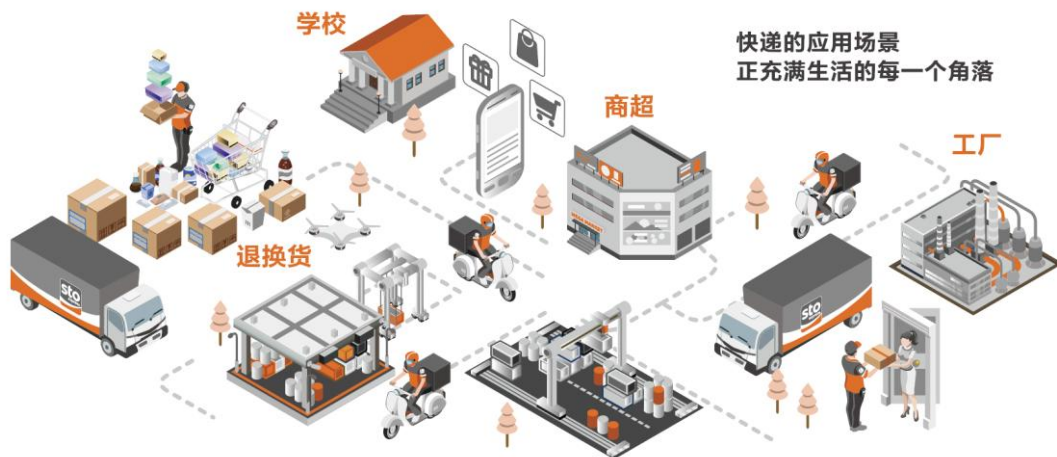 学校
快递的应用场景
正充满生活的每一个角落
商超
工厂
退换货
sto
sto